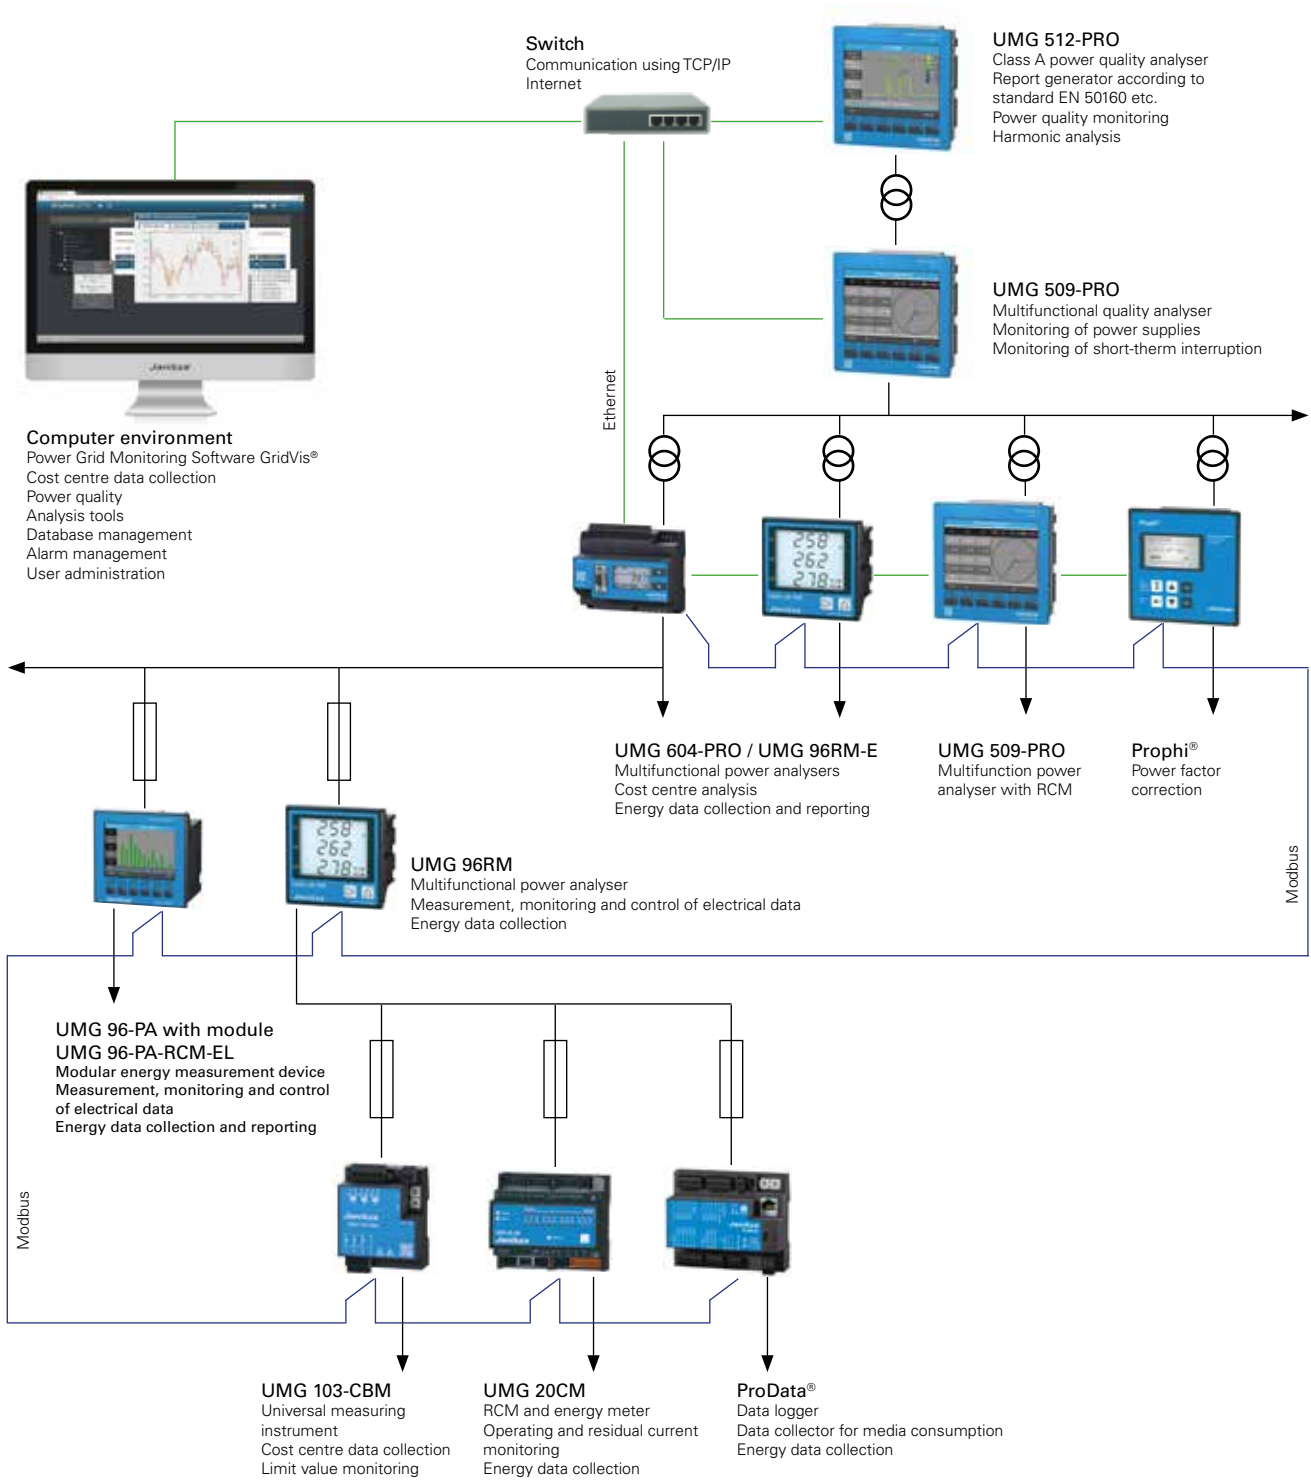 Switch
Communication using TCP/IP
Internet
UMG 512-PRO
Class A power quality analyser
Report generator according to
standard EN 50160 etc.
Power quality monitoring
Harmonic analysis
UMG 509-PRO
Multifunctional quality analyser
Monitoring of power supplies
Monitoring of short-therm interruption
Janitza
Ethernet
Computer environment
Power Grid Monitoring Software GridVis®
Cost centre data collection
Power quality
Analysis tools
Database management
Alarm management
User administration
258
262
278
UMG 604-PRO / UMG 96RM-E
Multifunctional power analysers
Cost centre analysis
Energy data collection and reporting
UMG 509-PRO
Multifunction power
analyser with RCM
Prophi®
Power factor
correction
Modbus
258
262
278
UMG 96RM
Multifunctional power analyser
Measurement, monitoring and control of electrical data
Energy data collection
UMG 96-PA with module
UMG 96-PA-RCM-EL
Modular energy measurement device
Measurement, monitoring and control
of electrical data
Energy data collection and reporting
Modbus
Janitza
Janitza
Janitza
UMG 103-CBM
Universal measuring
instrument
Cost centre data collection
Limit value monitoring
UMG 20CM
RCM and energy meter
Operating and residual current
monitoring
Energy data collection
ProData®
Data logger
Data collector for media consumption
Energy data collection